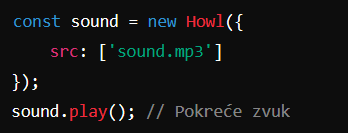 const sound = new Howl({
    src: ['sound.mp3']
});
sound.play(); // Pokreće zvuk